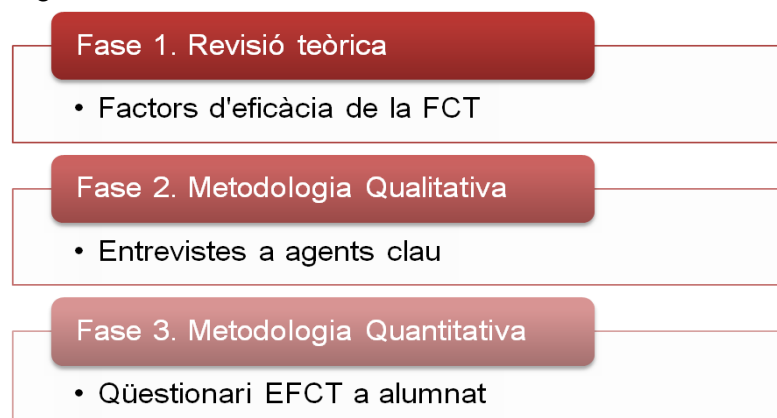 Fase 1. Revisió teòrica
• Factors d'eficàcia de la FCT
Fase 2. Metodologia Qualitativa
• Entrevistes a agents clau
Fase 3. Metodologia Quantitativa
• Qüestionari EFCT a alumnat